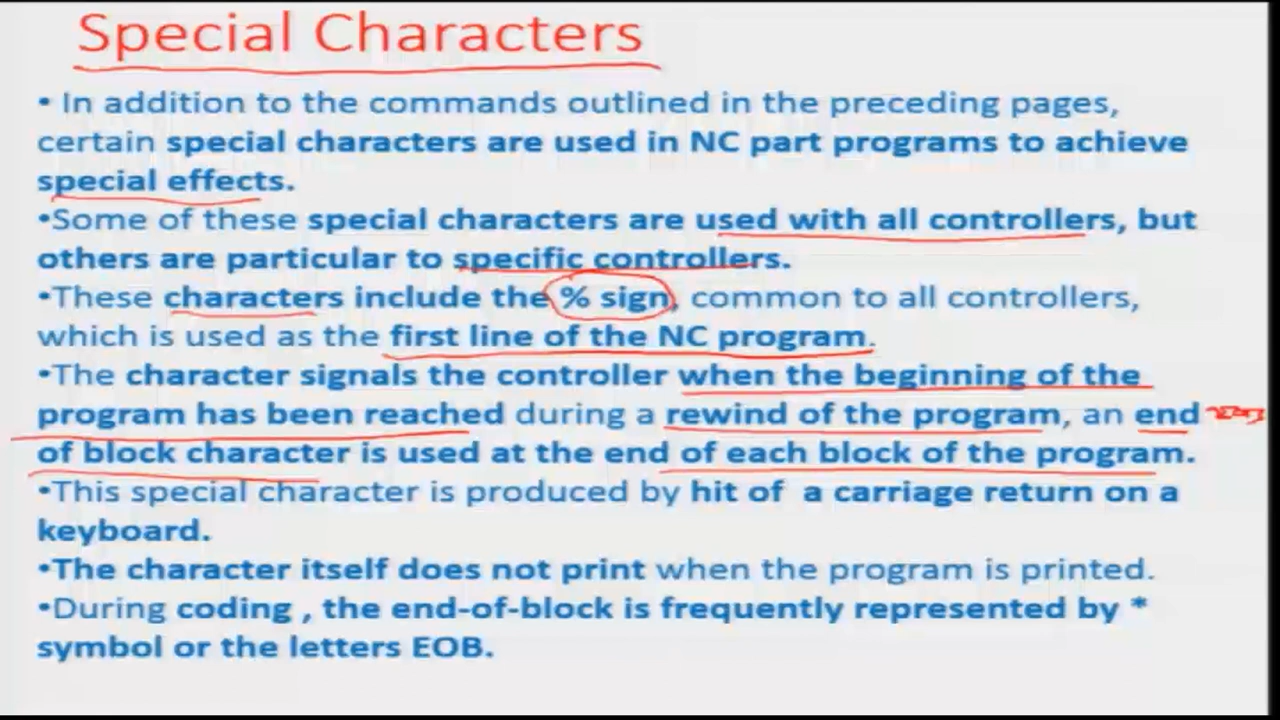 Special Characters
• In addition to the commands outlined in the preceding pages,
certain special characters are used in NC part programs to achieve
special effects.
•Some of these special characters are used with all controllers, but
others are particular to specific controllers.
•These characters include the % sign, common to all controllers,
which is used as the first line of the NC program.
•The character signals the controller when the beginning of the
program has been reached during a rewind of the program, an end
of block character is used at the end of each block of the program.
•This special character is produced by hit of a carriage return on a
keyboard.
•The character itself does not print when the program is printed.
•During coding , the end-of-block is frequently represented by *
symbol or the letters EOB.